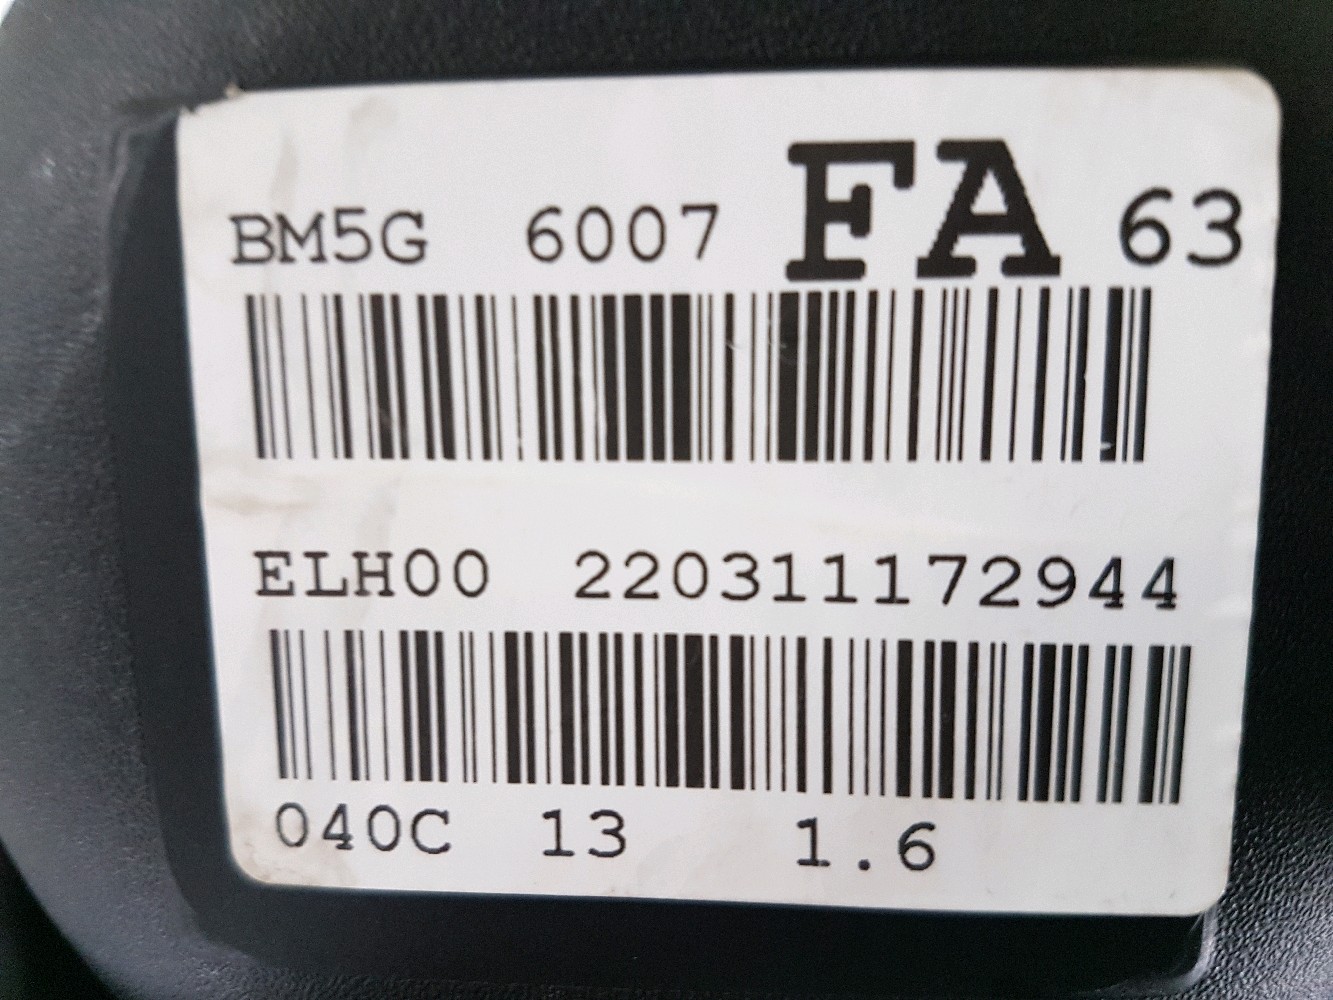 BM5G 6007 FA 63
ELH00 220311172944
040C 13 1.6